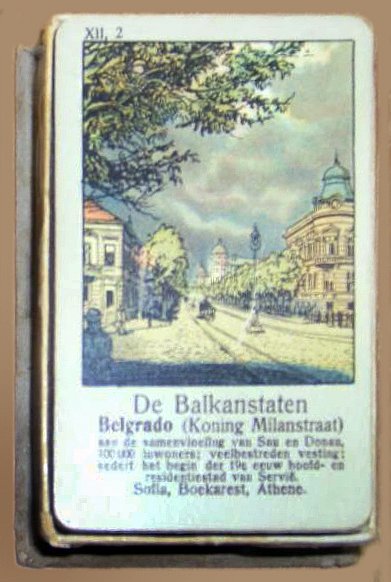 XII, 2
De Balkanstaten
Belgrado (Koning Milanstraat)
aan de samenvloeiing van Sau en Donau,
100 000 inwoners; veelbestreden vesting;
sedert het begin der 19e eeuw hoofd- en
residentiestad van Servië.
Sofia, Boekarest, Athene.